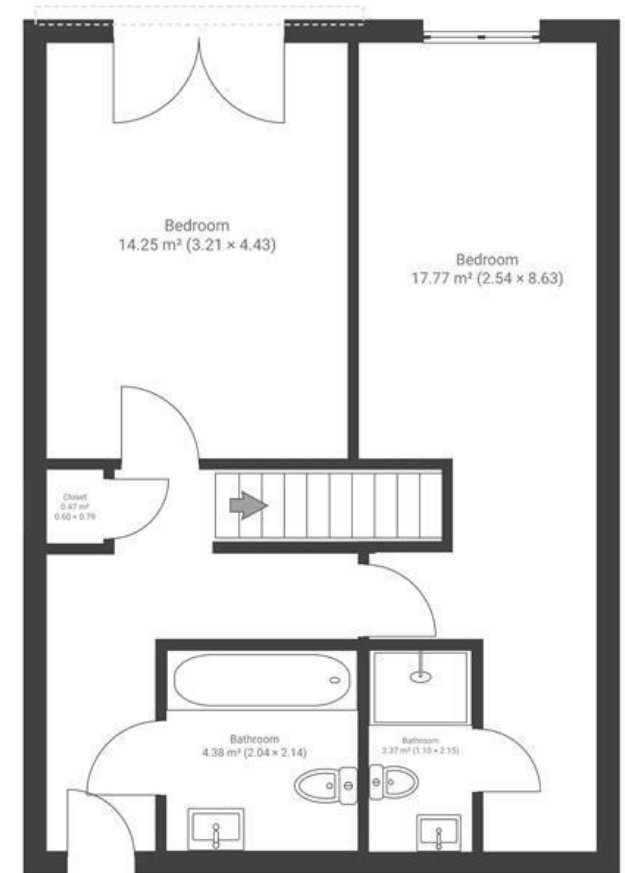 Bedroom
14.25 m² (3.21 × 4.43)
Bedroom
17.77 m² (2.54 × 8.63)
Closet
0.47 m²
0.60 × 0.79
Bathroom
4.38 m² (2.04 × 2.14)
Bathroom
2.37 m² (1.10 × 2.15)